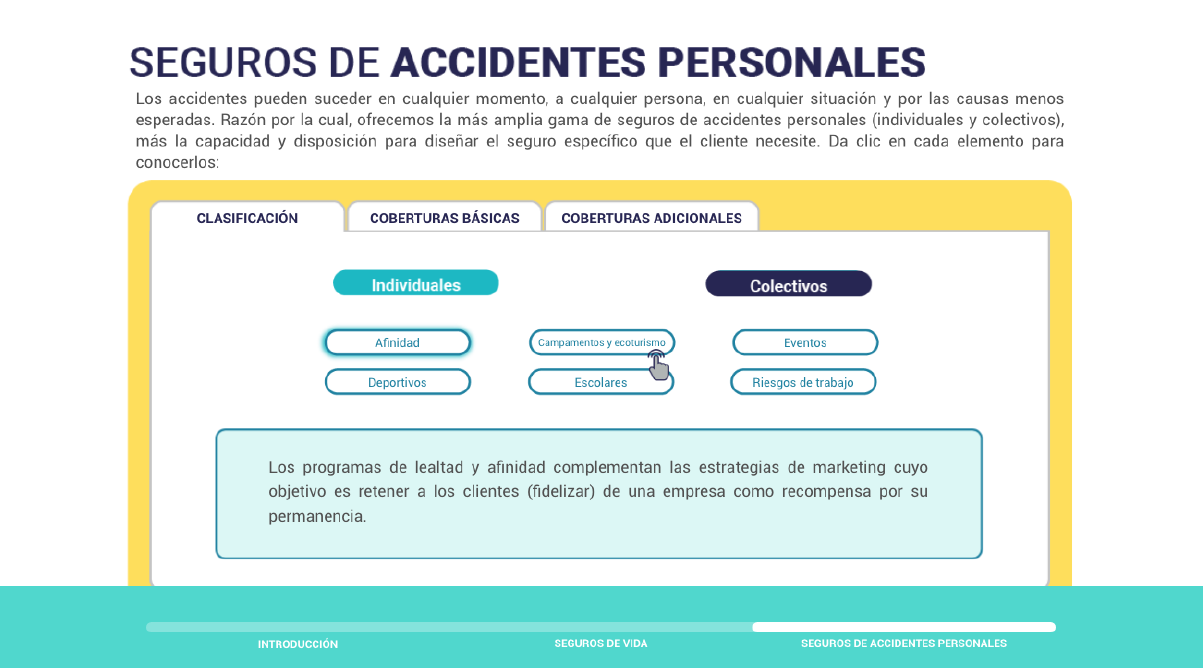 SEGUROS DE ACCIDENTES PERSONALES
Los accidentes pueden suceder en cualquier momento, a cualquier persona, en cualquier situación y por las causas menos
esperadas. Razón por la cual, ofrecemos la más amplia gama de seguros de accidentes personales (individuales y colectivos),
más la capacidad y disposición para diseñar el seguro específico que el cliente necesite. Da clic en cada elemento para
conocerlos:
CLASIFICACIÓN
COBERTURAS BÁSICAS
COBERTURAS ADICIONALES
Individuales
Colectivos
Afinidad
Campamentos y ecoturismo
Eventos
Deportivos
Escolares
Riesgos de trabajo
Los programas de lealtad y afinidad complementan las estrategias de marketing cuyo
objetivo es retener a los clientes (fidelizar) de una empresa como recompensa por su
permanencia.
INTRODUCCIÓN
SEGUROS DE VIDA
SEGUROS DE ACCIDENTES PERSONALES